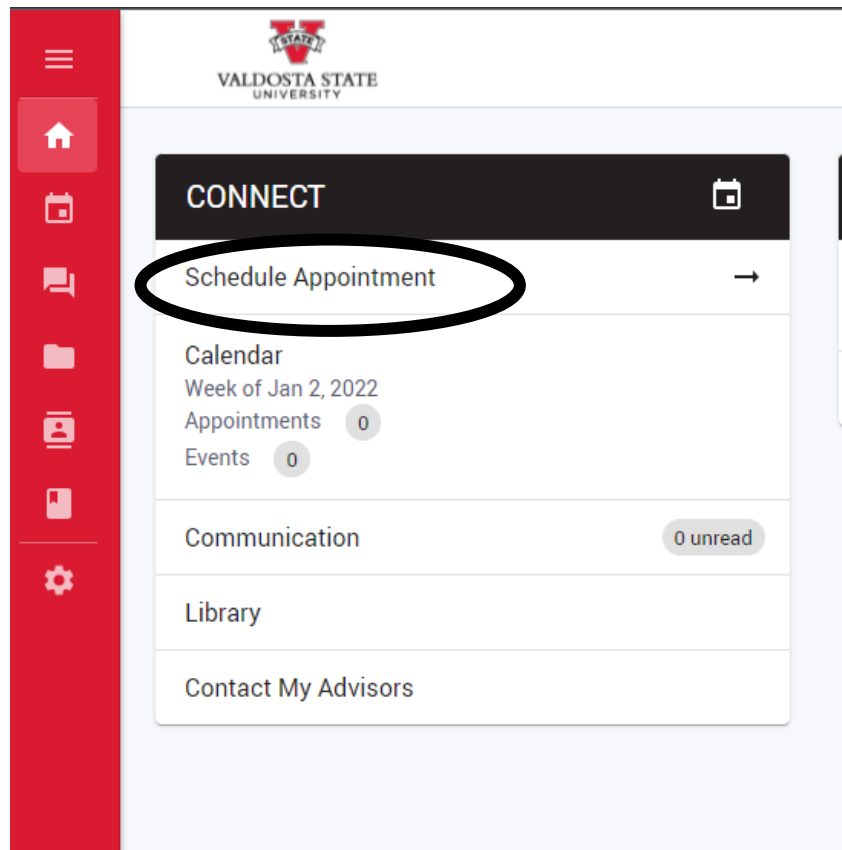 STATE
V
VALDOSTA STATE
UNIVERSITY
CONNECT
Schedule Appointment
Calendar
Week of Jan 2, 2022
Appointments 0
Events 0
Communication 0 unread
Library
Contact My Advisors